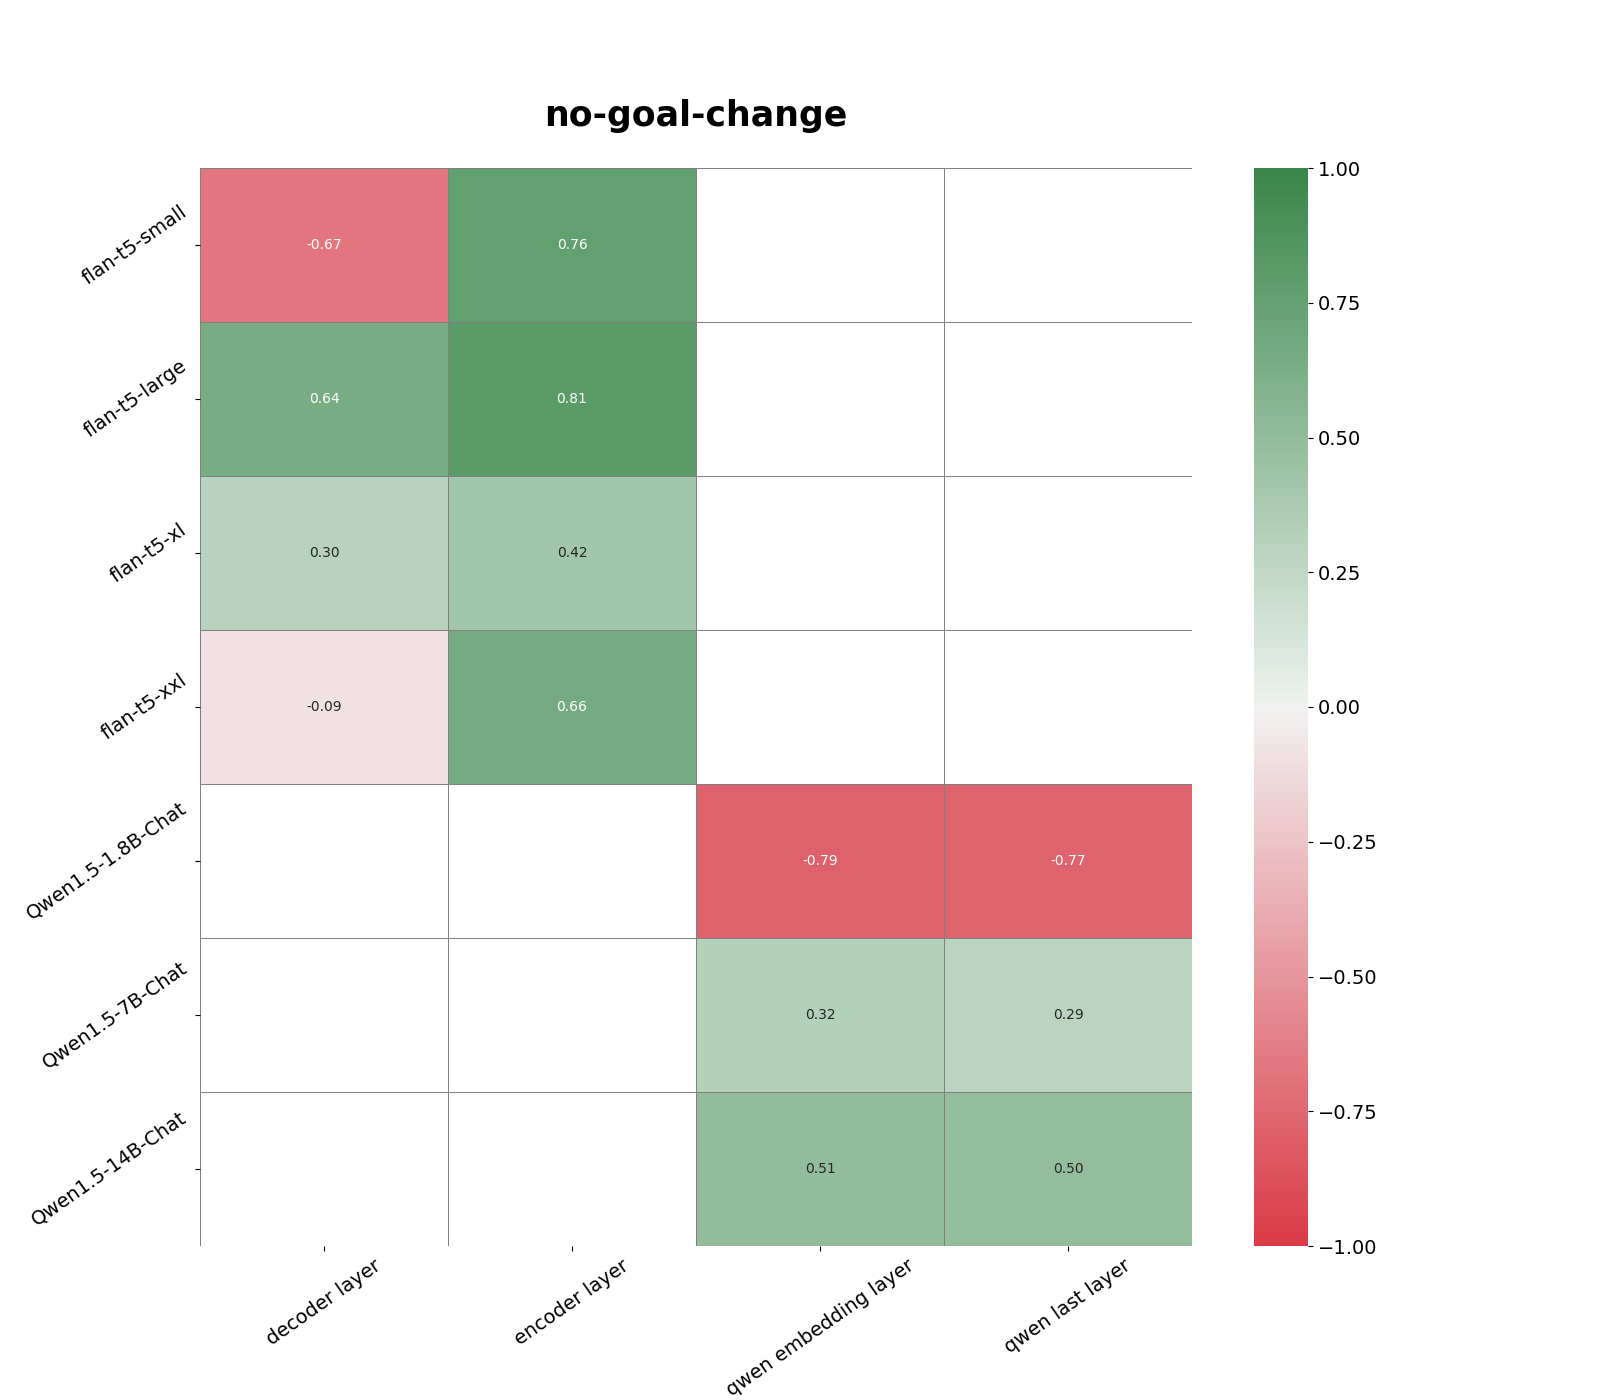 no-goal-change
1.00
flan-t5-small
-0.67
0.76
0.75
flan-t5-large
0.64
0.81
0.50
flan-t5-xl
0.30
0.42
0.25
flan-t5-xxl
-0.09
0.66
0.00
Qwen1.5-1.8B-Chat
-0.79
-0.77
−0.25
Qwen1.5-7B-Chat
0.32
0.29
−0.50
Qwen1.5-14B-Chat
0.51
0.50
−0.75
−1.00
decoder layer
encoder layer
qwen embedding layer
qwen last layer